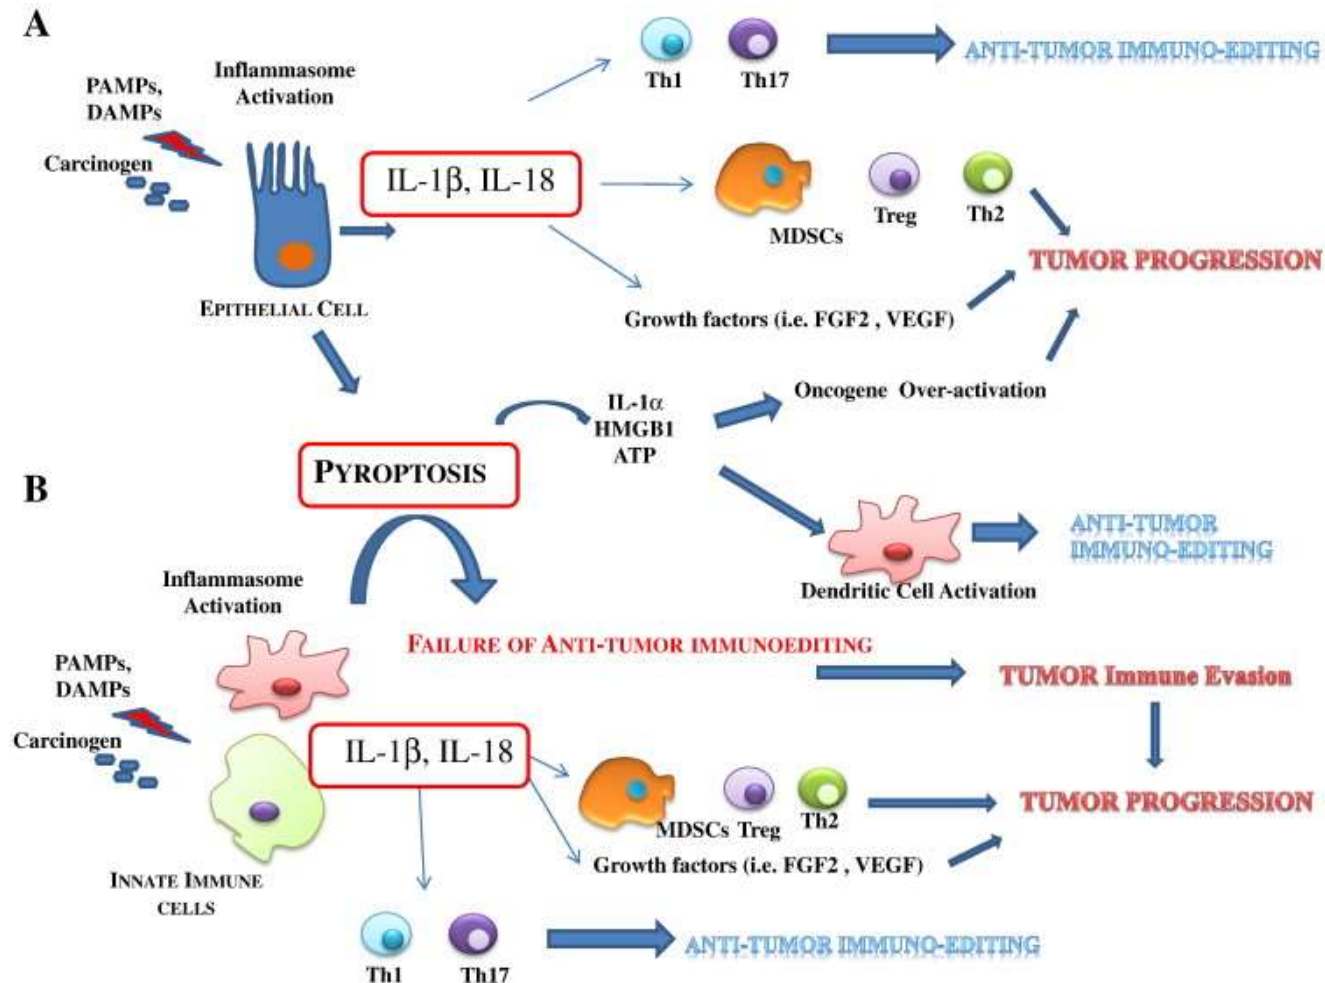 A
PAMPs,
DAMPs
Carcinogen
Inflammasome
Activation
EPITHELIAL CELL
IL-1β, IL-18
Th1
Th17
ANTI-TUMOR IMMUNO-EDITING
MDSCs
Treg
Th2
TUMOR PROGRESSION
Growth factors (i.e. FGF2 , VEGF)
IL-1α
HMGB1
ATP
Oncogene Over-activation
PYROPTOSIS
Dendritic Cell Activation
ANTI-TUMOR
IMMUNO-EDITING
B
Inflammasome
Activation
PAMPs,
DAMPs
Carcinogen
INNATE IMMUNE
CELLS
FAILURE OF ANTI-TUMOR IMMUNOEDITING
TUMOR Immune Evasion
IL-1β, IL-18
MDSCs Treg
Th2
TUMOR PROGRESSION
Growth factors (i.e. FGF2 , VEGF)
Th1
Th17
ANTI-TUMOR IMMUNO-EDITING